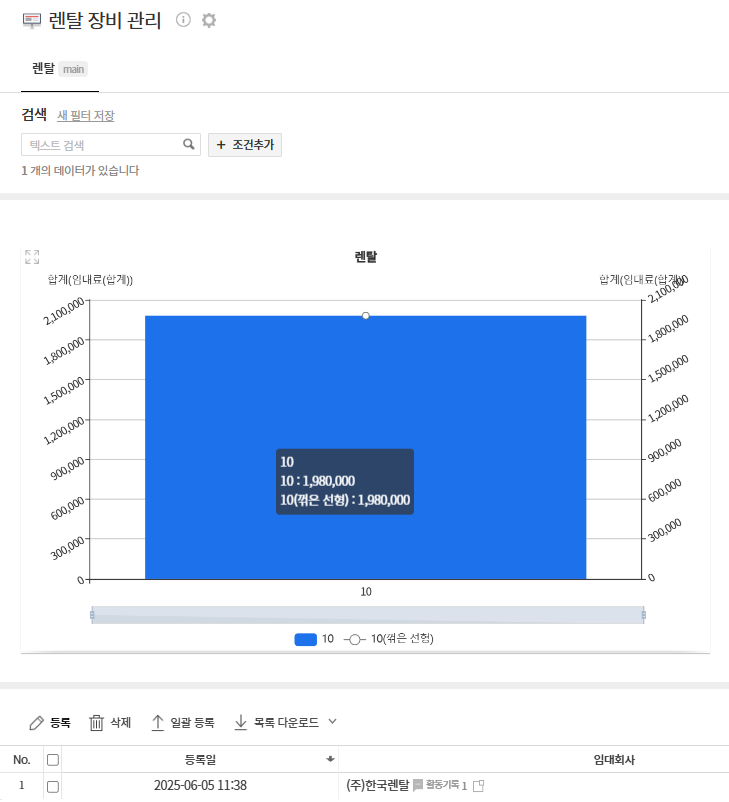 렌탈 장비 관리
렌탈 main
검색 새 필터 저장
텍스트 검색
+ 조건추가
1 개의 데이터가 있습니다
렌탈
합계(임대료(합계)) 합계(임대료(합계))
2,100,000 2,100,000
1,800,000 1,800,000
1,500,000 1,500,000
1,200,000 1,200,000
900,000 900,000
600,000 600,000
300,000 300,000
0 0
10
10 : 1,980,000
10(꺾은 선형) : 1,980,000
10
10 10(꺾은 선형)
등록 삭제 일괄 등록 목록 다운로드
No. 등록일 임대회사
1 2025-06-05 11:38 (주)한국렌탈 활동기록 1